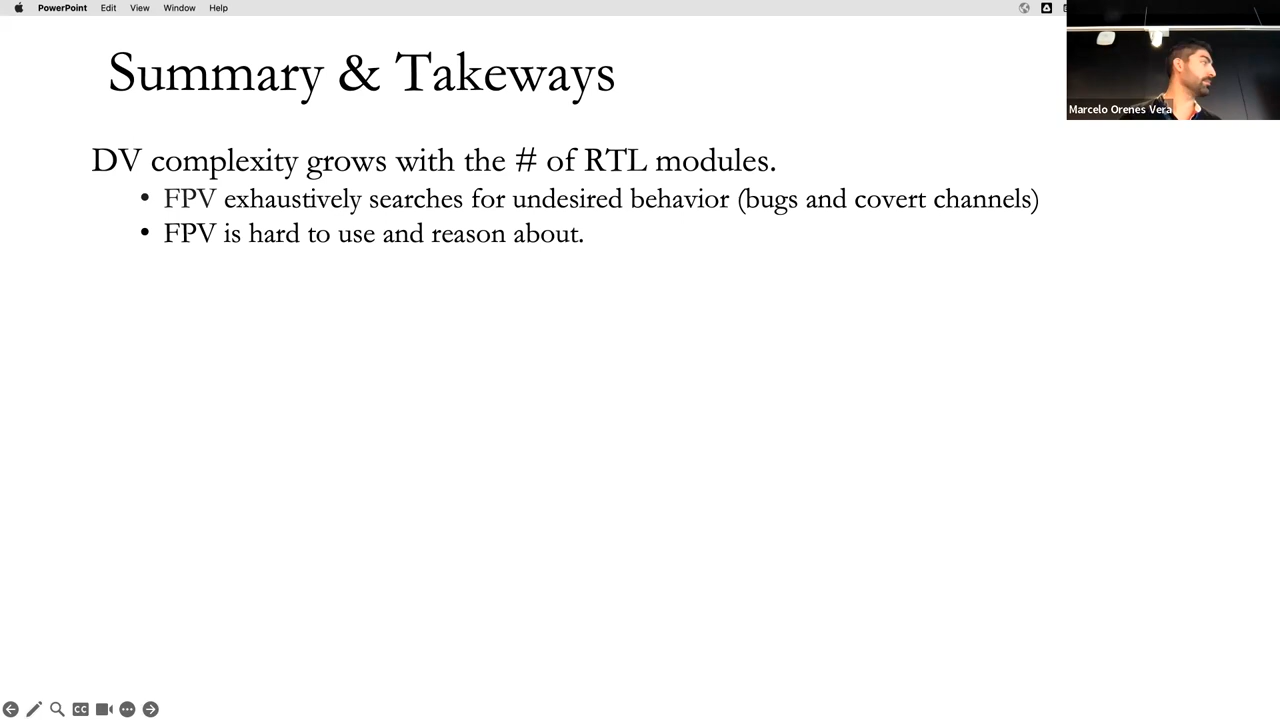 PowerPoint Edit View Window Help
Summary & Takeways
Marcelo Orenes Vera
DV complexity grows with the # of RTL modules.
• FPV exhaustively searches for undesired behavior (bugs and covert channels)
• FPV is hard to use and reason about.
CC